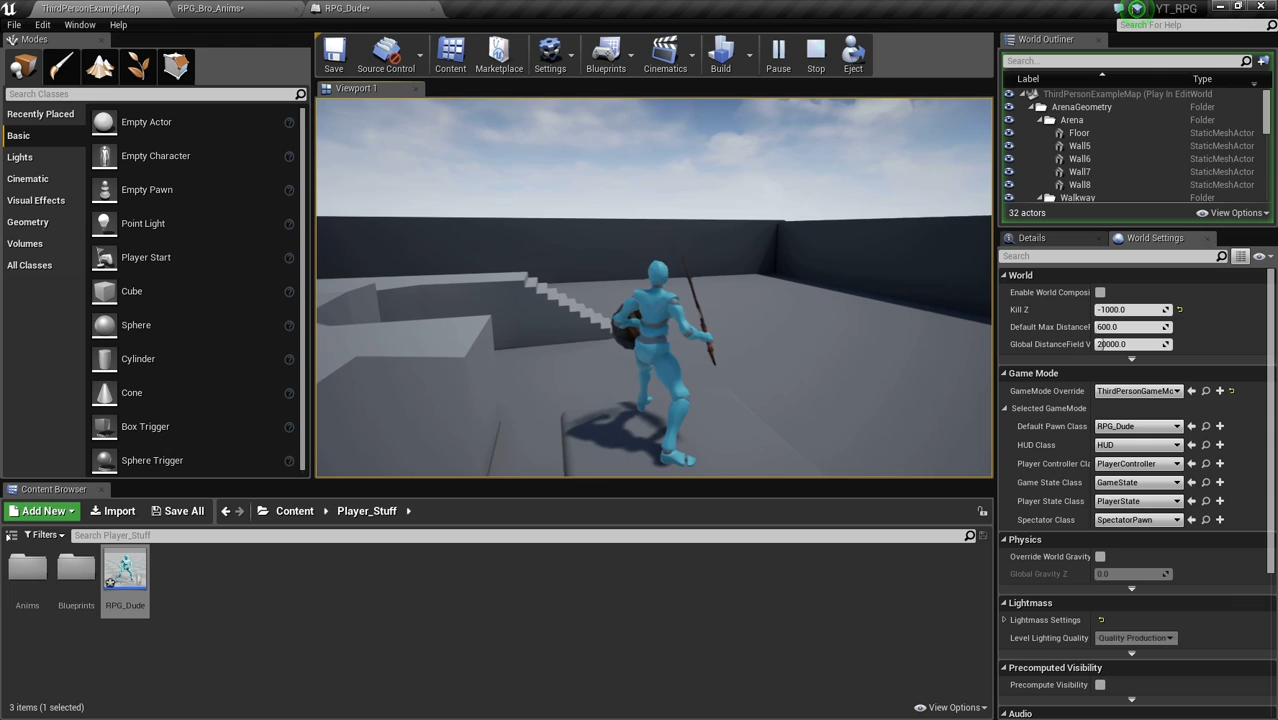 ThirdPersonExampleMap RPG_Bro_Anims* RPG_Dude* YT_RPG
File Edit Window Help Search For Help
Modes
Save Source Control Content Marketplace Settings Blueprints Cinematics Build Pause Stop Eject
Search Classes
Recently Placed
Basic
Lights
Cinematic
Visual Effects
Geometry
Volumes
All Classes
Empty Actor
Empty Character
Empty Pawn
Point Light
Player Start
Cube
Sphere
Cylinder
Cone
Box Trigger
Sphere Trigger
Viewport 1
World Outliner
Search...
Label Type
ThirdPersonExampleMap (Play In Edit World
ArenaGeometry Folder
Arena Folder
Floor StaticMeshActor
Wall5 StaticMeshActor
Wall6 StaticMeshActor
Wall7 StaticMeshActor
Wall8 StaticMeshActor
Walkway Folder
32 actors View Options
Details World Settings
Search
World
Enable World Composi
Kill Z -1000.0
Default Max DistanceF 600.0
Global DistanceField V 20000.0
Game Mode
GameMode Override ThirdPersonGameMo
Selected GameMode
Default Pawn Class RPG_Dude
HUD Class HUD
Player Controller Cla PlayerController
Game State Class GameState
Player State Class PlayerState
Spectator Class SpectatorPawn
Physics
Override World Gravity
Global Gravity Z 0.0
Lightmass
Lightmass Settings
Level Lighting Quality Quality Production
Precomputed Visibility
Precompute Visibility
Audio
Content Browser
Add New Import Save All Content Player_Stuff
Filters Search Player_Stuff
Anims Blueprints RPG_Dude
3 items (1 selected) View Options